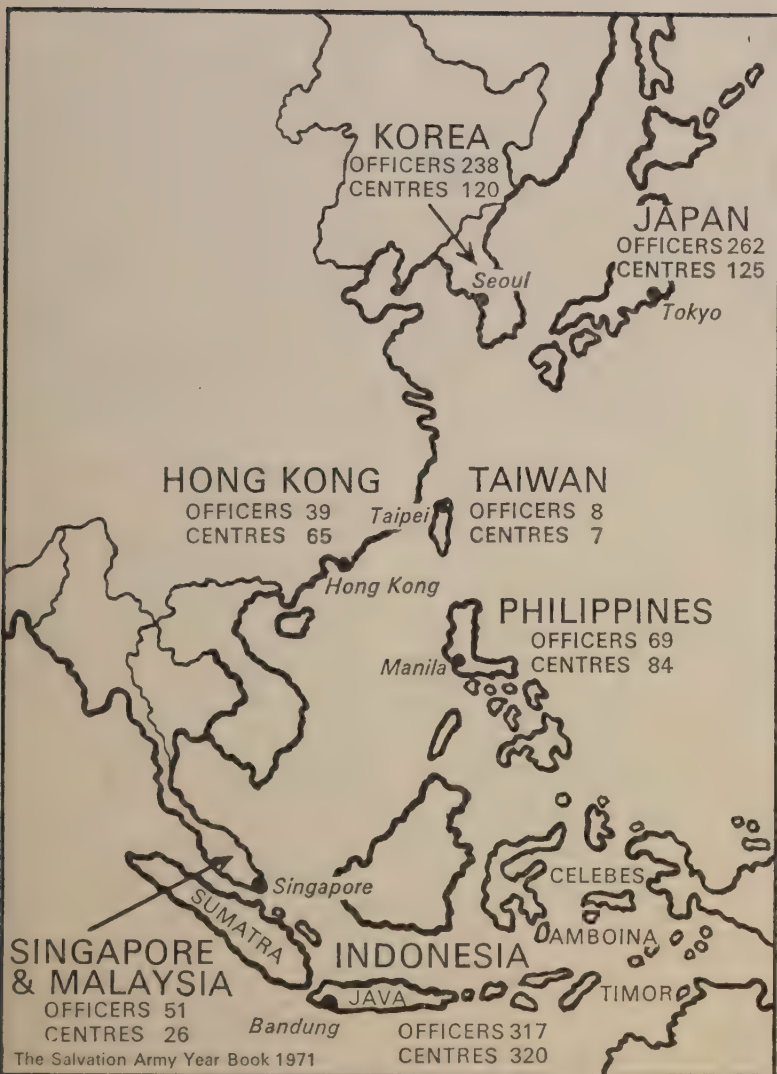 KOREA
OFFICERS 238
CENTRES 120
JAPAN
OFFICERS 262
CENTRES 125
Seoul
Tokyo
HONG KONG
OFFICERS 39
CENTRES 65
Taipei
TAIWAN
OFFICERS 8
CENTRES 7
Hong Kong
PHILIPPINES
OFFICERS 69
CENTRES 84
Manila
Singapore
SUMATRA
CELEBES
AMBOINA
SINGAPORE
& MALAYSIA
OFFICERS 51
CENTRES 26
INDONESIA
JAVA
TIMOR
Bandung
OFFICERS 317
CENTRES 320
The Salvation Army Year Book 1971